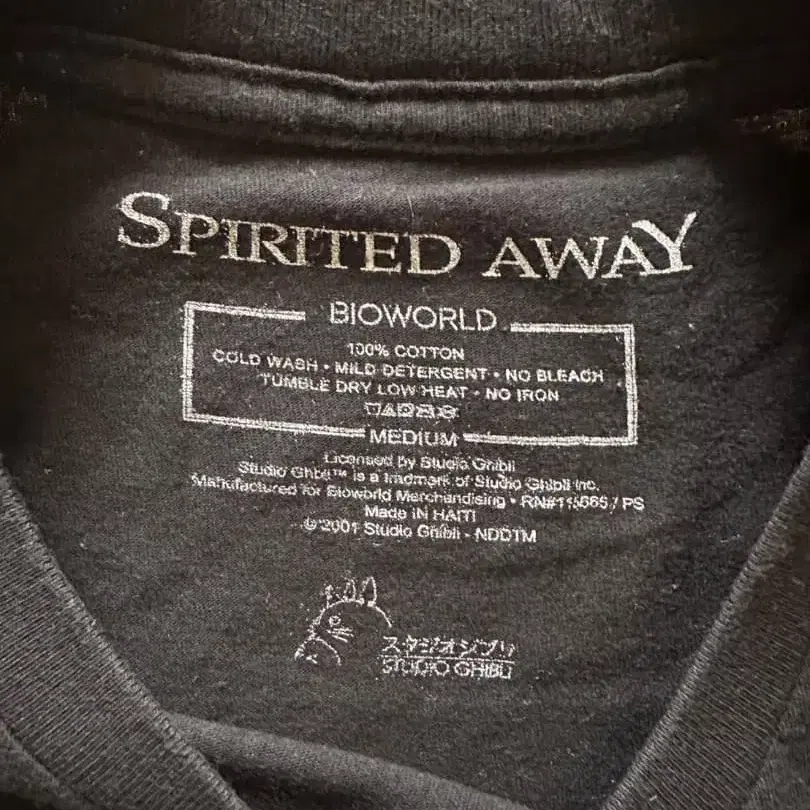 SPIRITED AWAY
BIOWORLD
100% COTTON
COLD WASH • MILD DETERGENT • NO BLEACH
TUMBLE DRY LOW HEAT • NO IRON
MEDIUM
Licensed by Studio Ghibli
Studio Ghibli™ is a trademark of Studio Ghibli Inc.
Manufactured for Bioworld Merchandising • RN#115665 / PS
Made IN HAITI
©2001 Studio Ghibli - NDDTM
スタジオジブリ
STUDIO GHIBLI